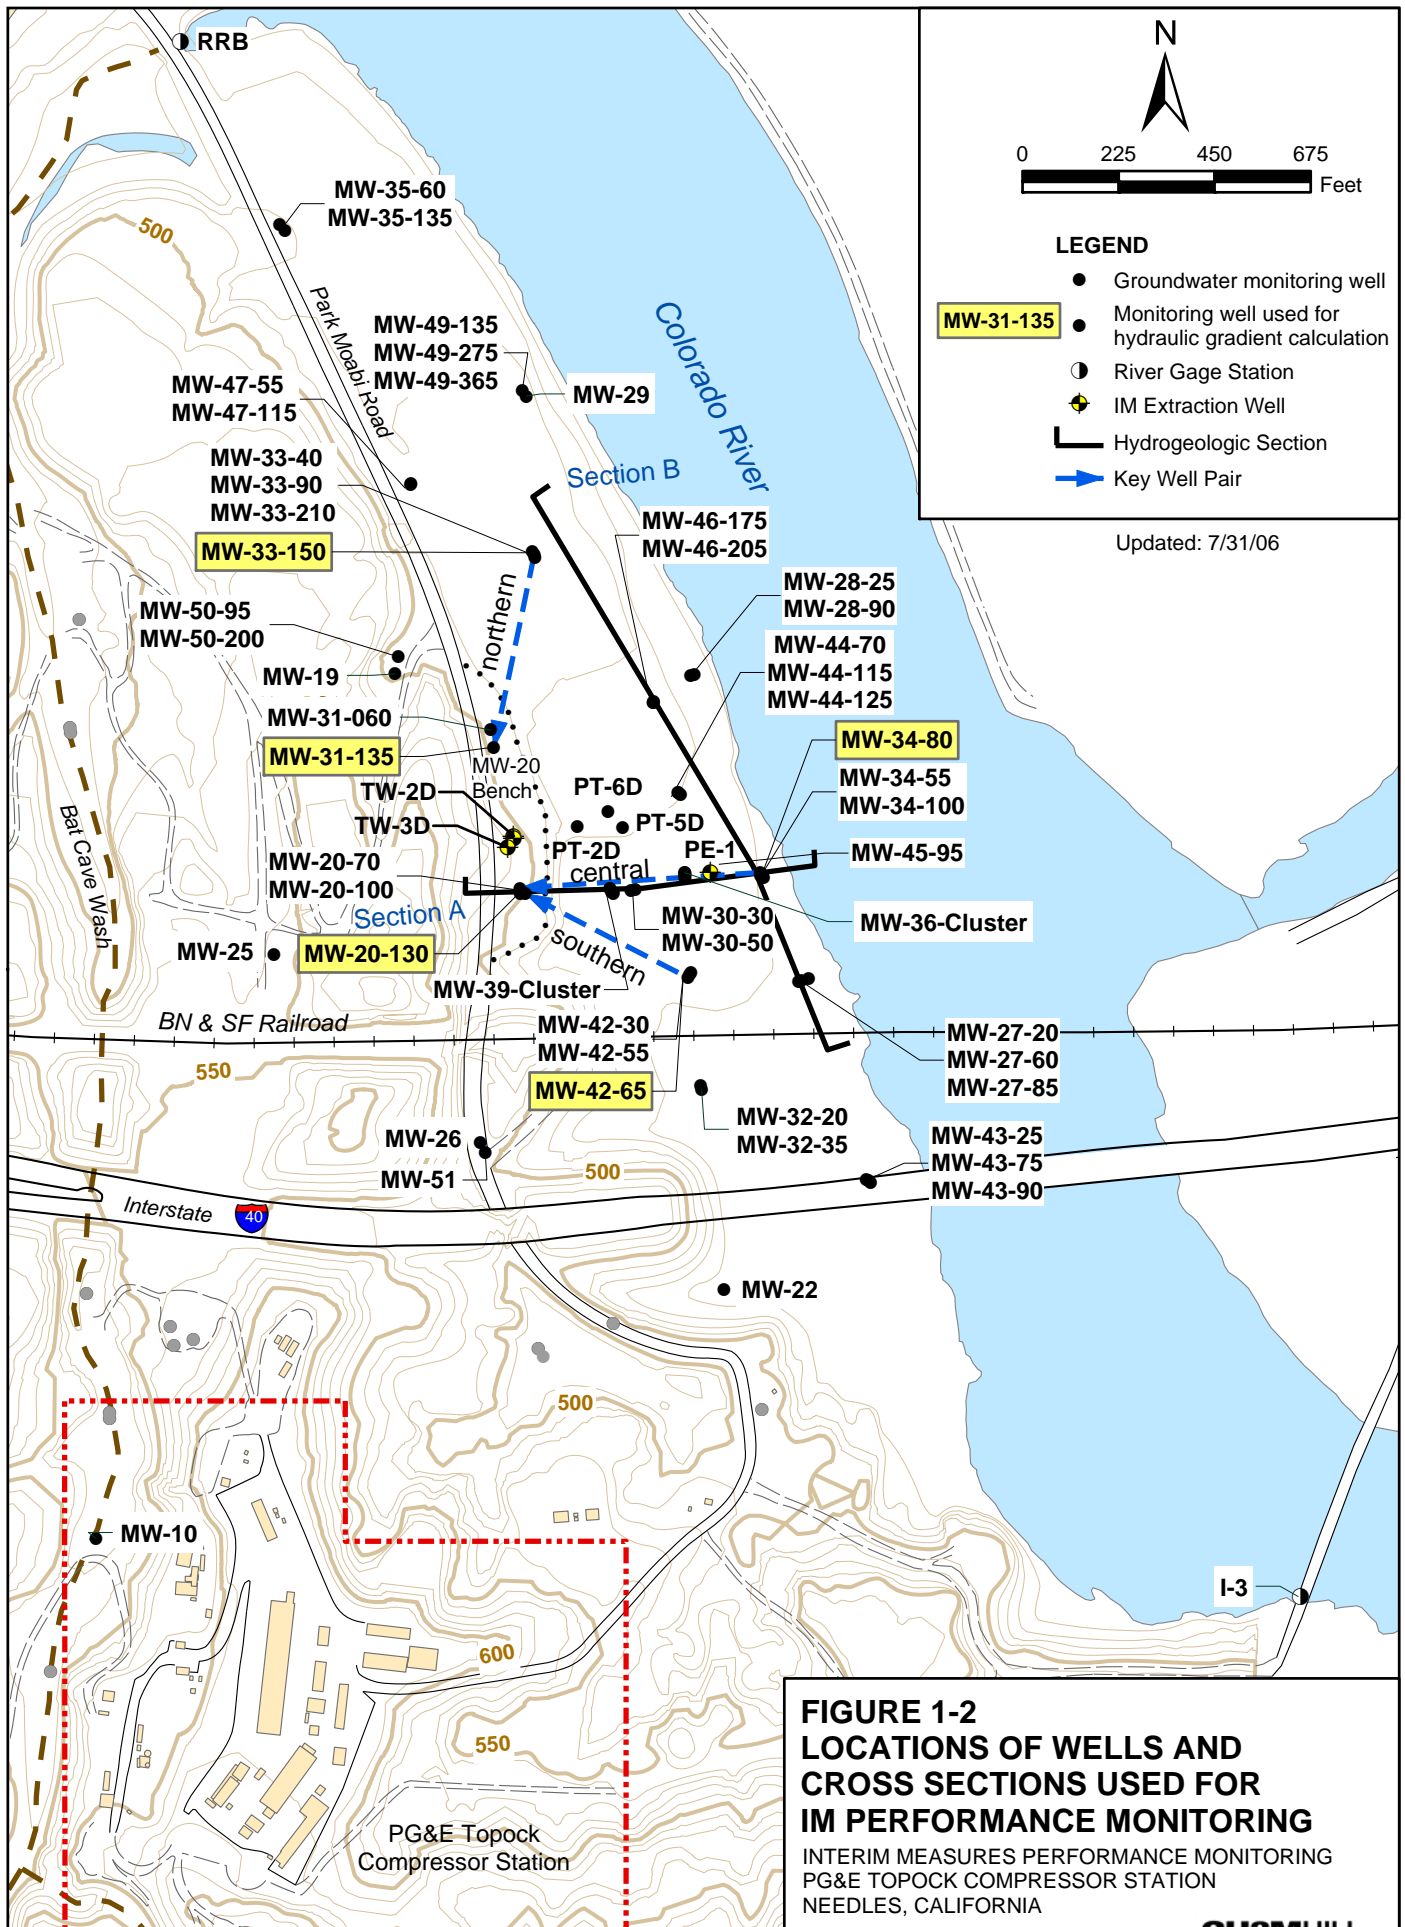 RRB
N
0 225 450 675
Feet
LEGEND
Groundwater monitoring well
MW-31-135
Monitoring well used for
hydraulic gradient calculation
River Gage Station
IM Extraction Well
Hydrogeologic Section
Key Well Pair
Updated: 7/31/06
MW-35-60
MW-35-135
500
Park Moabi Road
Colorado River
MW-49-135
MW-49-275
MW-49-365
MW-29
MW-47-55
MW-47-115
MW-33-40
MW-33-90
MW-33-210
MW-33-150
Section B
MW-46-175
MW-46-205
MW-28-25
MW-28-90
MW-50-95
MW-50-200
northern
MW-44-70
MW-44-115
MW-44-125
MW-19
MW-31-060
MW-31-135
MW-34-80
MW-20
Bench
MW-34-55
MW-34-100
TW-2D
TW-3D
PT-6D
PT-5D
PT-2D
PE-1
MW-45-95
central
MW-20-70
MW-20-100
Section A
MW-30-30
MW-30-50
MW-36-Cluster
Bat Cave Wash
MW-25
MW-20-130
southern
MW-39-Cluster
BN & SF Railroad
MW-42-30
MW-42-55
MW-42-65
MW-27-20
MW-27-60
MW-27-85
550
MW-32-20
MW-32-35
MW-26
MW-51
500
MW-43-25
MW-43-75
MW-43-90
Interstate
40
MW-22
500
MW-10
I-3
600
550
PG&E Topock
Compressor Station
FIGURE 1-2
LOCATIONS OF WELLS AND
CROSS SECTIONS USED FOR
IM PERFORMANCE MONITORING
INTERIM MEASURES PERFORMANCE MONITORING
PG&E TOPOCK COMPRESSOR STATION
NEEDLES, CALIFORNIA